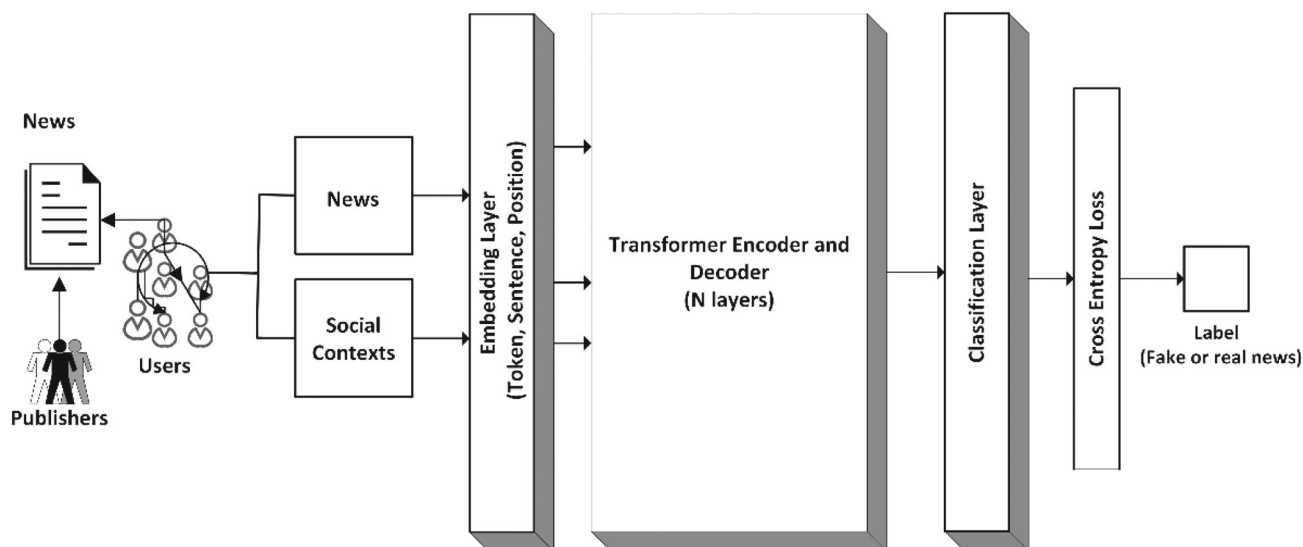 News
Users
Publishers
News
Social
Contexts
Embedding Layer
(Token, Sentence, Position)
Transformer Encoder and
Decoder
(N layers)
Classification Layer
Cross Entropy Loss
Label
(Fake or real news)